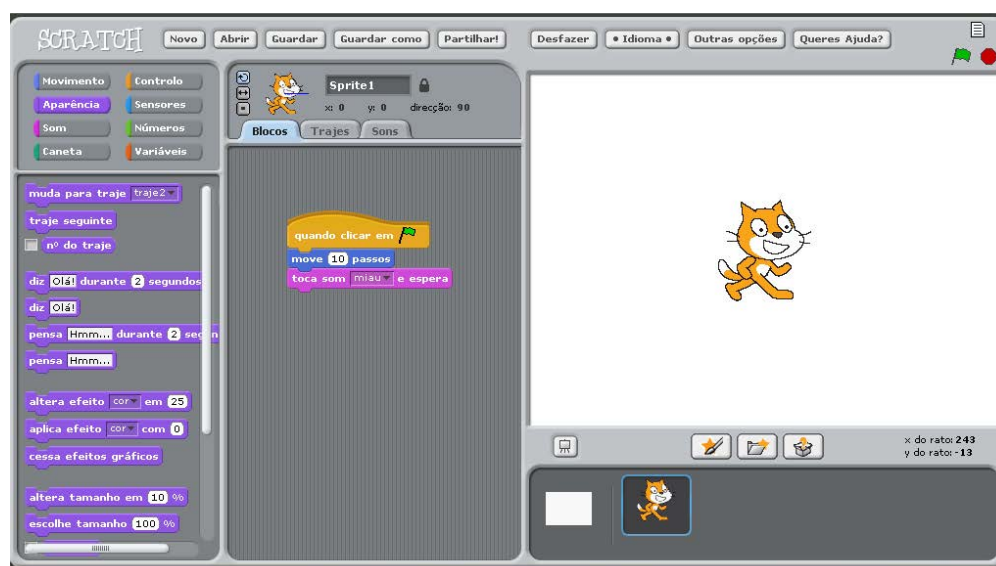 SCRATCH Novo Abrir Guardar Guardar como Partilhar! Desfazer • Idioma • Outras opções Queres Ajuda?
Movimento Controlo
Aparência Sensores
Som Números
Caneta Variáveis
Sprite1
x: 0 y: 0 direcção: 90
Blocos Trajes Sons
muda para traje traje2
traje seguinte
nº do traje
diz Olá! durante 2 segundos
diz Olá!
pensa Hmm... durante 2 segun
pensa Hmm...
altera efeito cor em 25
aplica efeito cor com 0
cessa efeitos gráficos
altera tamanho em 10 %
escolhe tamanho 100 %
quando clicar em
move 10 passos
toca som miau e espera
x do rato: 243
y do rato: -13